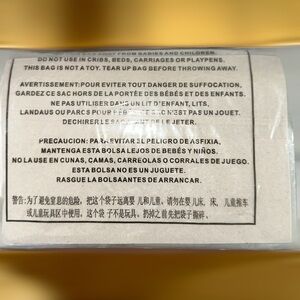 AWAY FROM BABIES AND CHILDREN.
DO NOT USE IN CRIBS, BEDS, CARRIAGES OR PLAYPENS.
THIS BAG IS NOT A TOY. TEAR UP BAG BEFORE THROWING AWAY.
AVERTISSEMENT:POUR EVITER TOUT DANGER DE SUFFOCATION,
GARDEZ CE SAC HORS DE LA PORTÉE DES BÉBÉS ET DES ENFANTS.
NE PAS UTILISER DANS UN LIT D'ENFANT, LITS,
LANDAUS OU PARCS POUR N'EST PAS UN JOUET.
DECHIRER LE SAC AVANT DE LE JETER.
PRECAUCION: PARA EVITAR EL PELIGRO DE ASFIXIA,
MANTENGA ESTA BOLSA LEJOS DE BEBÉS Y NIÑOS.
NO LA USE EN CUNAS, CAMAS, CARREOLAS O CORRALES DE JUEGO.
ESTA BOLSA NO ES UN JUGUETE.
RASGUE LA BOLSA ANTES DE ARRANCAR.
警告:为了避免窒息的危险，把这个袋子远离婴儿和儿童。请勿在婴儿床、床、儿童推车
或儿童玩具区中使用，这个袋子不是玩具，扔掉之前先把袋子撕碎。